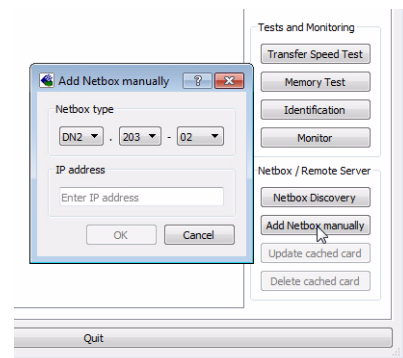 Tests and Monitoring
Transfer Speed Test
Memory Test
Identification
Monitor
Netbox / Remote Server
Netbox Discovery
Add Netbox manually
Update cached card
Delete cached card
Add Netbox manually ?
Netbox type
DN2 . 203 - 02
IP address
Enter IP address
OK Cancel
Quit